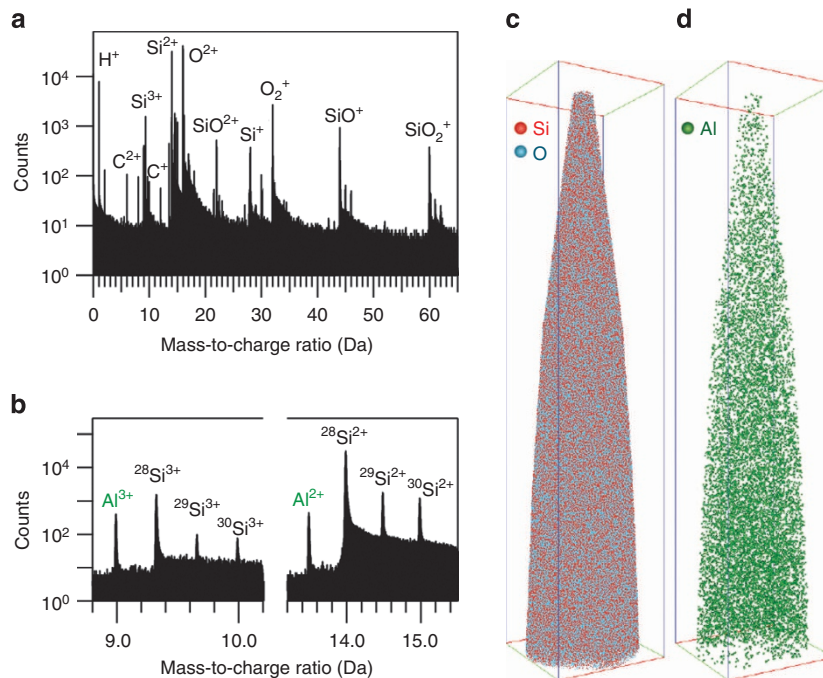 a
Counts
10⁴
10³
10²
10¹
10⁰
H⁺
C²⁺
Si³⁺
C⁺
Si²⁺
O²⁺
SiO²⁺
Si⁺
O₂⁺
SiO⁺
SiO₂⁺
0 10 20 30 40 50 60
Mass-to-charge ratio (Da)
b
Counts
10⁴
10²
10⁰
Al³⁺
²⁸Si³⁺
²⁹Si³⁺
³⁰Si³⁺
Al²⁺
²⁸Si²⁺
²⁹Si²⁺
³⁰Si²⁺
9.0 10.0 14.0 15.0
Mass-to-charge ratio (Da)
c
Si
O
d
Al